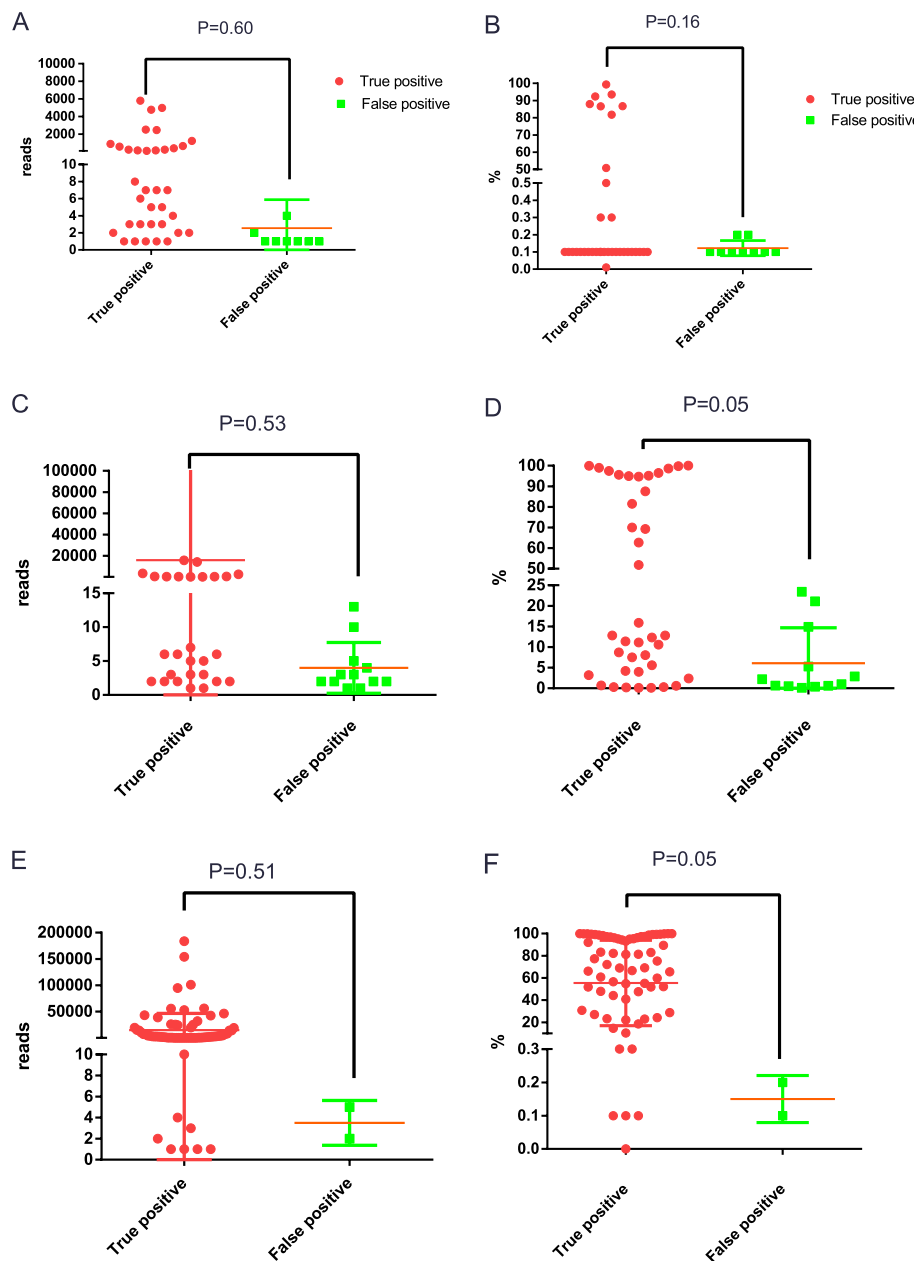 A
P=0.60
10000
8000
6000
4000
2000
10
8
6
4
2
0
reads
True positive
False positive
True positive
False positive
B
P=0.16
100
90
80
70
60
50
0.5
0.4
0.3
0.2
0.1
0.0
%
True positive
False positive
True positive
False positive
C
P=0.53
100000
80000
60000
40000
20000
15
10
5
0
reads
True positive
False positive
D
P=0.05
100
90
80
70
60
50
25
20
15
10
5
0
%
True positive
False positive
E
P=0.51
200000
150000
100000
50000
10
8
6
4
2
0
reads
True positive
False positive
F
P=0.05
100
80
60
40
20
0.3
0.2
0.1
0.0
%
True positive
False positive